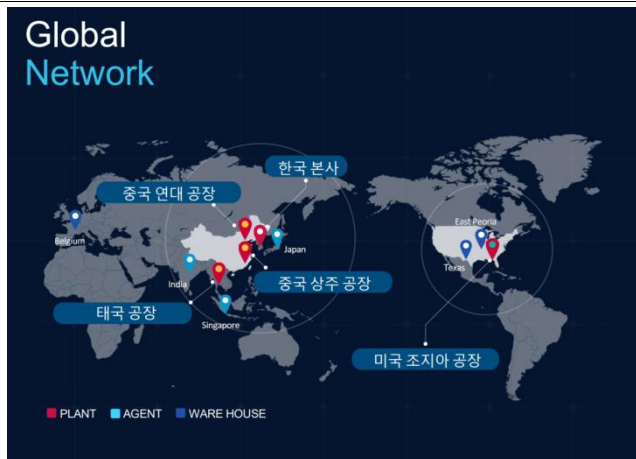 Global
Network
한국 본사
중국 연대 공장
East Peoria
Belgium
Japan
Texas
India
중국 상주 공장
태국 공장
Singapore
미국 조지아 공장
PLANT AGENT WARE HOUSE